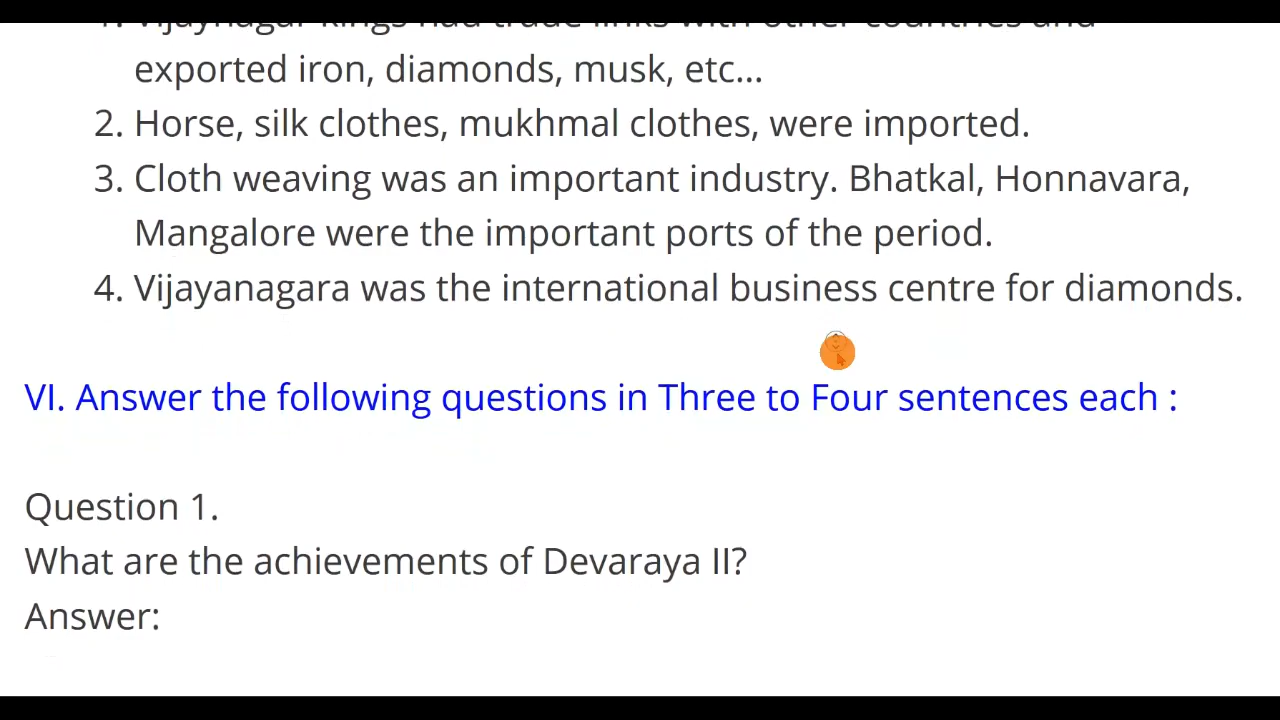 1. Vijaynagar kings had trade links with other countries and
exported iron, diamonds, musk, etc...
2. Horse, silk clothes, mukhmal clothes, were imported.
3. Cloth weaving was an important industry. Bhatkal, Honnavara,
Mangalore were the important ports of the period.
4. Vijayanagara was the international business centre for diamonds.
VI. Answer the following questions in Three to Four sentences each :
Question 1.
What are the achievements of Devaraya II?
Answer: